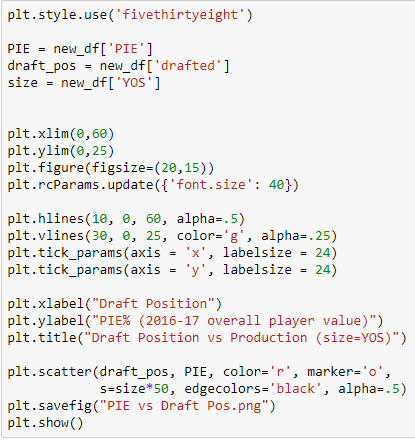 plt.style.use('fivethirtyeight')
PIE = new_df['PIE']
draft_pos = new_df['drafted']
size = new_df['YOS']
plt.xlim(0,60)
plt.ylim(0,25)
plt.figure(figsize=(20,15))
plt.rcParams.update({'font.size': 40})
plt.hlines(10, 0, 60, alpha=.5)
plt.vlines(30, 0, 25, color='g', alpha=.25)
plt.tick_params(axis = 'x', labelsize = 24)
plt.tick_params(axis = 'y', labelsize = 24)
plt.xlabel("Draft Position")
plt.ylabel("PIE% (2016-17 overall player value)")
plt.title("Draft Position vs Production (size=YOS)")
plt.scatter(draft_pos, PIE, color='r', marker='o',
s=size*50, edgecolors='black', alpha=.5)
plt.savefig("PIE vs Draft Pos.png")
plt.show()